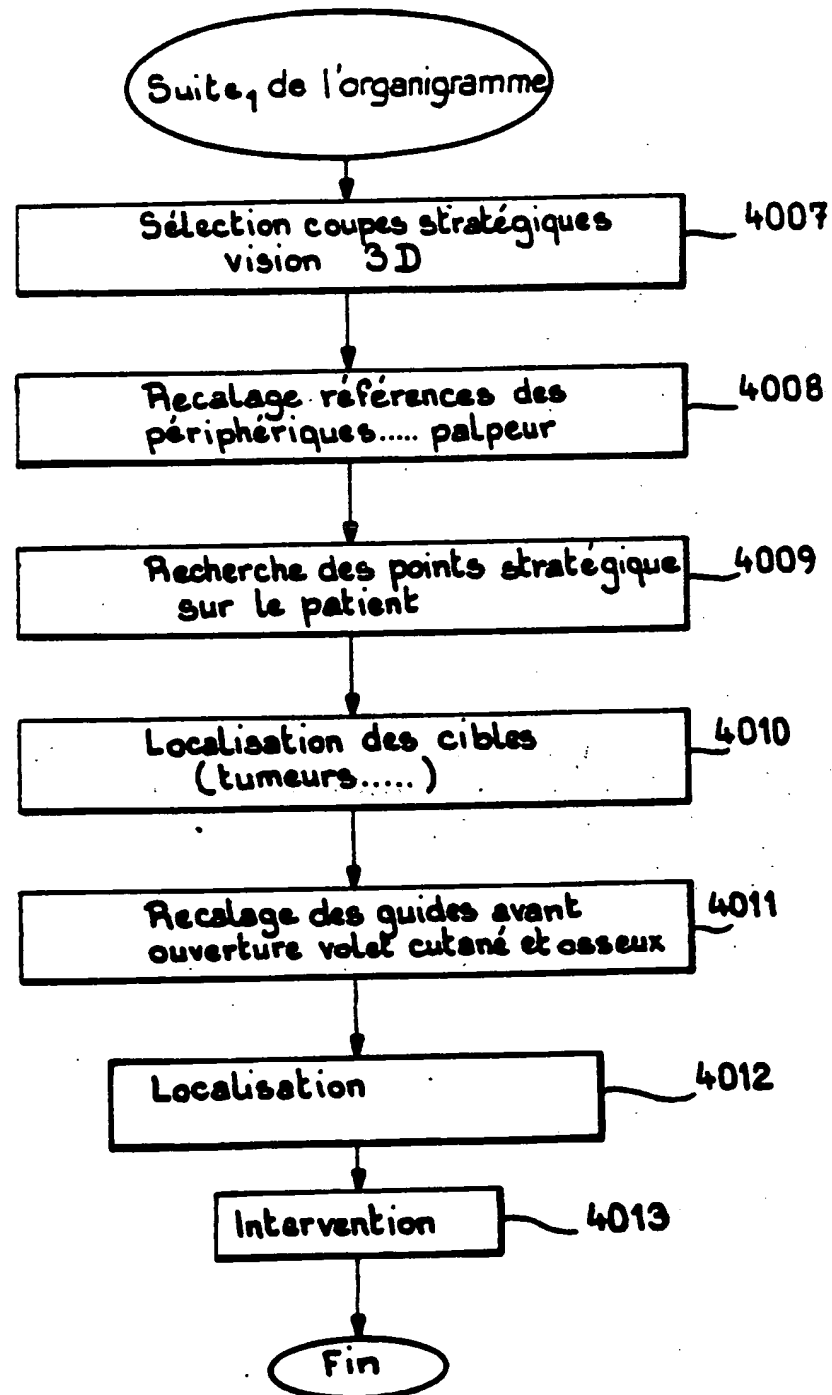 Suite, de l'organigramme
Sélection coupes stratégiques
vision 3D
4007
Recalage références des
périphériques..... palpeur
4008
Recherche des points stratégique
sur le patient
4009
Localisation des cibles
(tumeurs.....)
4010
Recalage des guides avant
ouverture volet cutané et osseux
4011
Localisation
4012
Intervention
4013
Fin